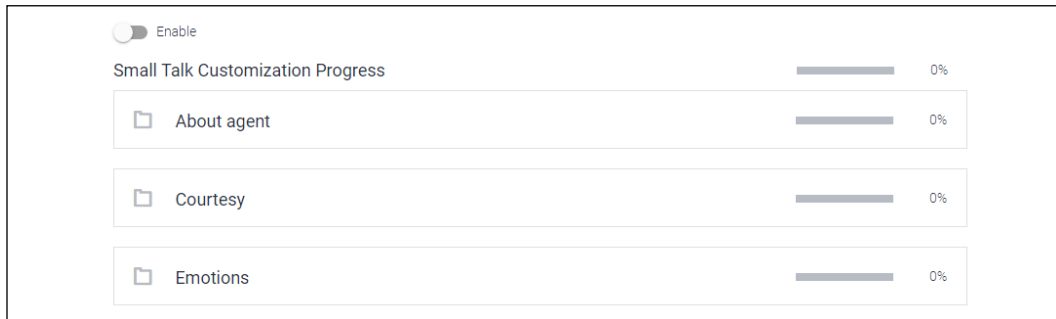 Enable
Small Talk Customization Progress 0%
About agent 0%
Courtesy 0%
Emotions 0%